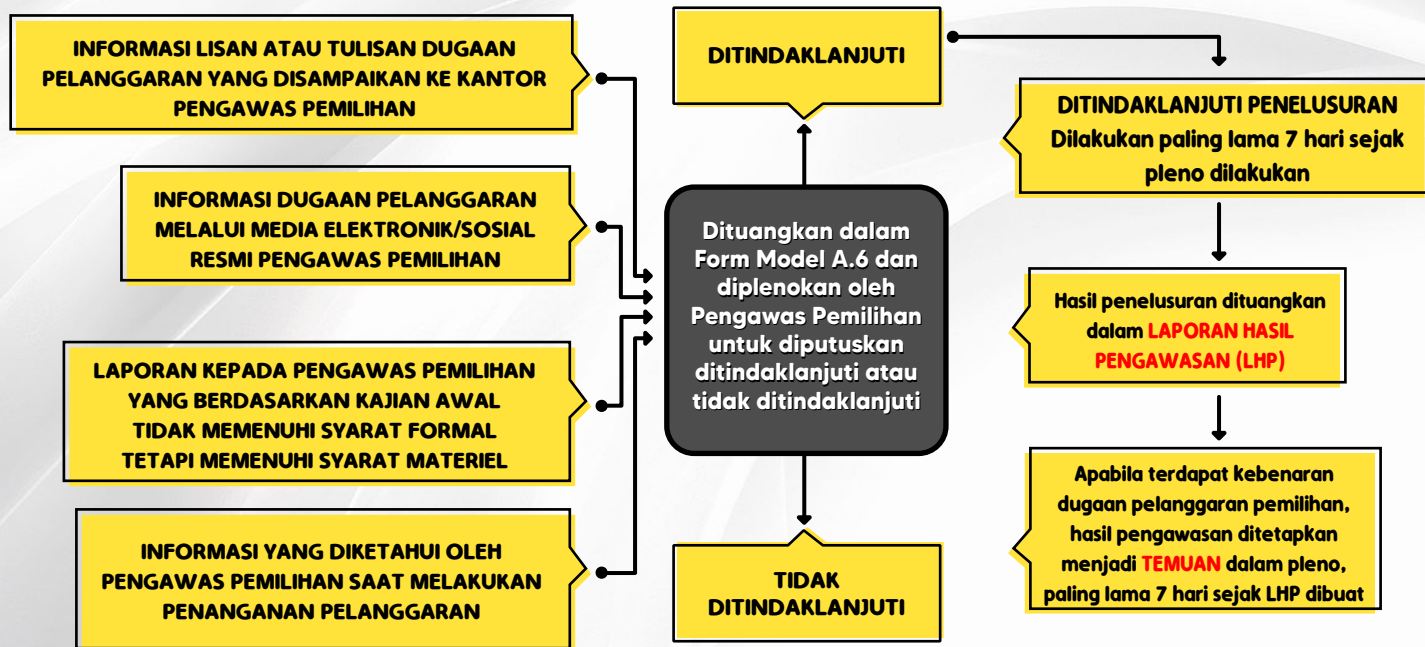 INFORMASI LISAN ATAU TULISAN DUGAAN
PELANGGARAN YANG DISAMPAIKAN KE KANTOR
PENGAWAS PEMILIHAN
INFORMASI DUGAAN PELANGGARAN
MELALUI MEDIA ELEKTRONIK/SOSIAL
RESMI PENGAWAS PEMILIHAN
LAPORAN KEPADA PENGAWAS PEMILIHAN
YANG BERDASARKAN KAJIAN AWAL
TIDAK MEMENUHI SYARAT FORMAL
TETAPI MEMENUHI SYARAT MATERIEL
INFORMASI YANG DIKETAHUI OLEH
PENGAWAS PEMILIHAN SAAT MELAKUKAN
PENANGANAN PELANGGARAN
DITINDAKLANJUTI
Dituangkan dalam
Form Model A.6 dan
diplenokan oleh
Pengawas Pemilihan
untuk diputuskan
ditindaklanjuti atau
tidak ditindaklanjuti
TIDAK
DITINDAKLANJUTI
DITINDAKLANJUTI PENELUSURAN
Dilakukan paling lama 7 hari sejak
pleno dilakukan
Hasil penelusuran dituangkan
dalam LAPORAN HASIL
PENGAWASAN (LHP)
Apabila terdapat kebenaran
dugaan pelanggaran pemilihan,
hasil pengawasan ditetapkan
menjadi TEMUAN dalam pleno,
paling lama 7 hari sejak LHP dibuat